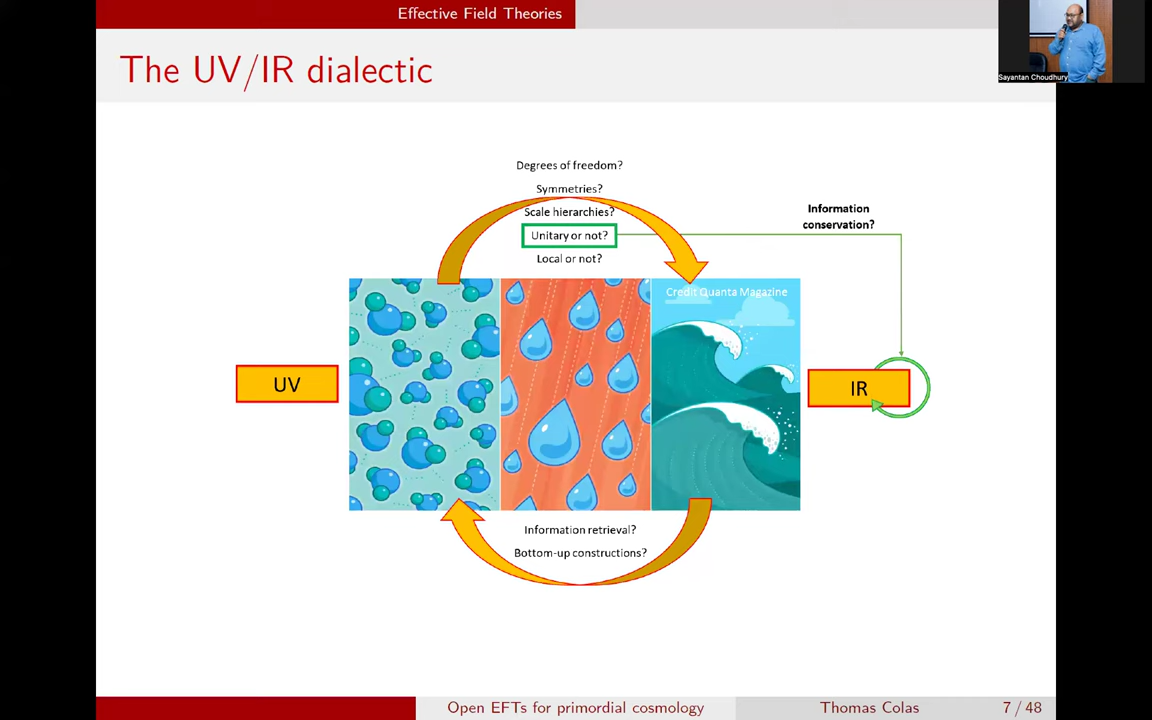 Effective Field Theories
Sayantan Choudhury
The UV/IR dialectic
Degrees of freedom?
Symmetries?
Scale hierarchies?
Unitary or not?
Local or not?
Information
conservation?
Credit Quanta Magazine
UV
IR
Information retrieval?
Bottom-up constructions?
Open EFTs for primordial cosmology
Thomas Colas
7 / 48